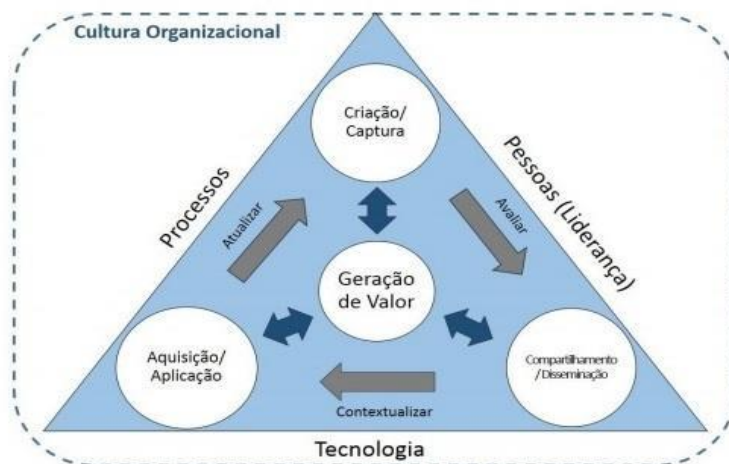 Cultura Organizacional
Criação/
Captura
Processos
Pessoas (Liderança)
Atualizar
Avaliar
Geração
de Valor
Aquisição/
Aplicação
Compartilhamento
/Disseminação
Contextualizar
Tecnologia